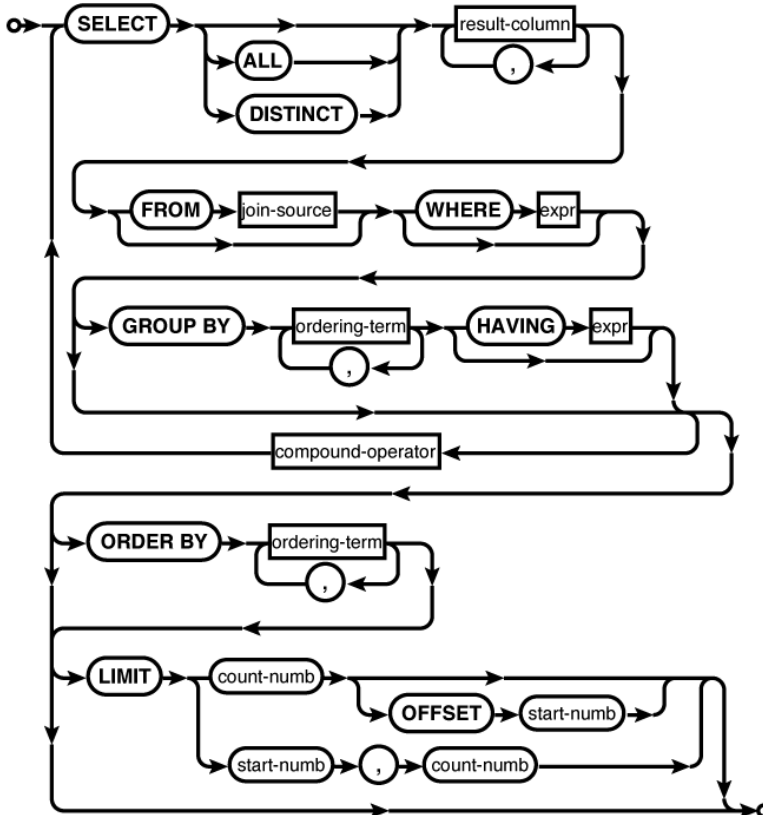 SELECT result-column
ALL ,
DISTINCT
FROM join-source WHERE expr
GROUP BY ordering-term HAVING expr
,
compound-operator
ORDER BY ordering-term
,
LIMIT count-numb
OFFSET start-numb
start-numb , count-numb